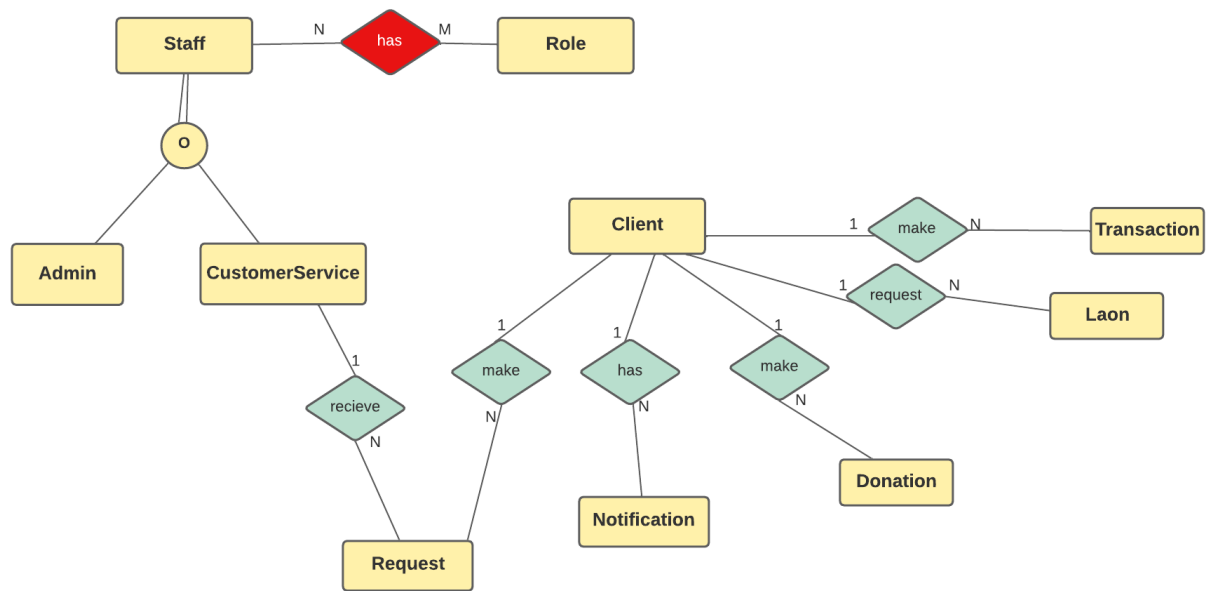 Staff
N
has
M
Role
O
Admin
CustomerService
Client
1
make
N
Transaction
1
request
N
Laon
1
make
N
1
has
N
1
make
N
1
recieve
N
Donation
Notification
Request